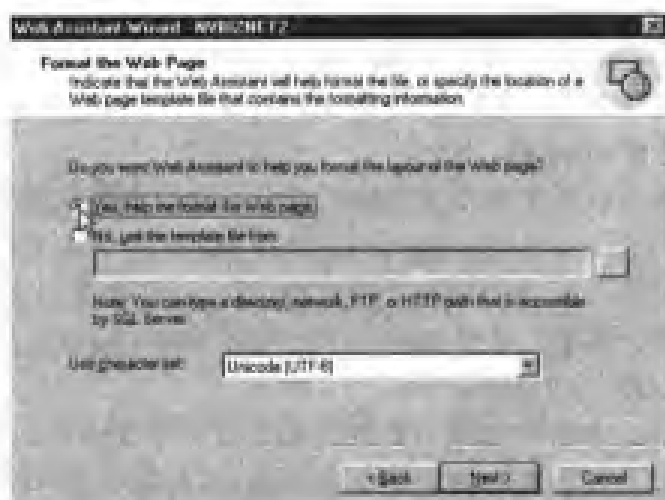 Web Assistant Wizard - NVBIZNET2
Format the Web Page
Indicate that the Web Assistant will help format the file, or specify the location of a
Web page template file that contains the formatting information.
Do you want Web Assistant to help you format the layout of the Web page?
Yes, help me format the Web page.
No, use the template file from:
Note: You can type a directory, network, FTP, or HTTP path that is accessible
by SQL Server.
Use character set:
Unicode (UTF-8)
< Back
Next >
Cancel